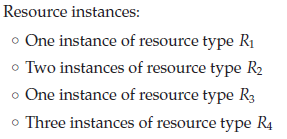 Resource instances:
◦ One instance of resource type R₁
◦ Two instances of resource type R₂
◦ One instance of resource type R₃
◦ Three instances of resource type R₄